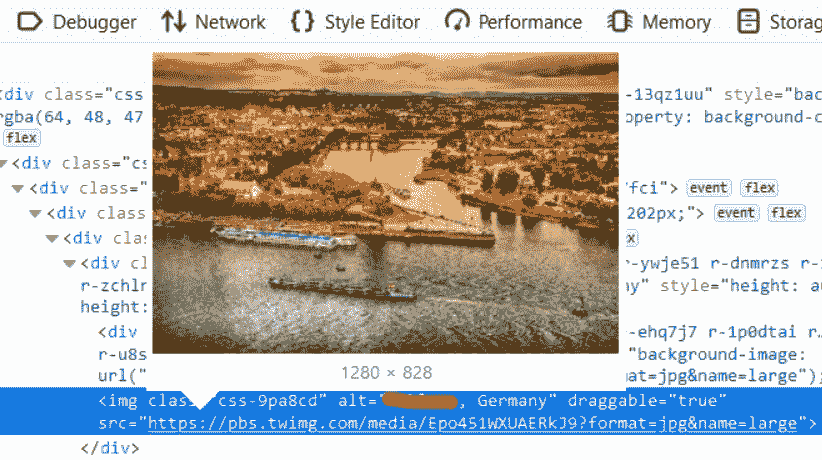 Debugger Network Style Editor Performance Memory Storag
div class="css -13qz1uu" style="bac
rgba(64, 48, 47 operty: background-c
flex
<div class="cs
<div class=" /fci"> event flex
<div class= 202px;"> event flex
<div clas x
<div cl r-ywje51 r-dnmrzs r-
r-zchlr ay" style="height: au
height:
<div -ehq7j7 r-1p0dtai r
r-u8s "background-image:
url(" at=jpg&name=large");
1280 × 828
<img clas css-9pa8cd" alt=" , Germany" draggable="true"
src="https://pbs.twimg.com/media/Epo451WXUAERkJ9?format=jpg&name=large">
</div>